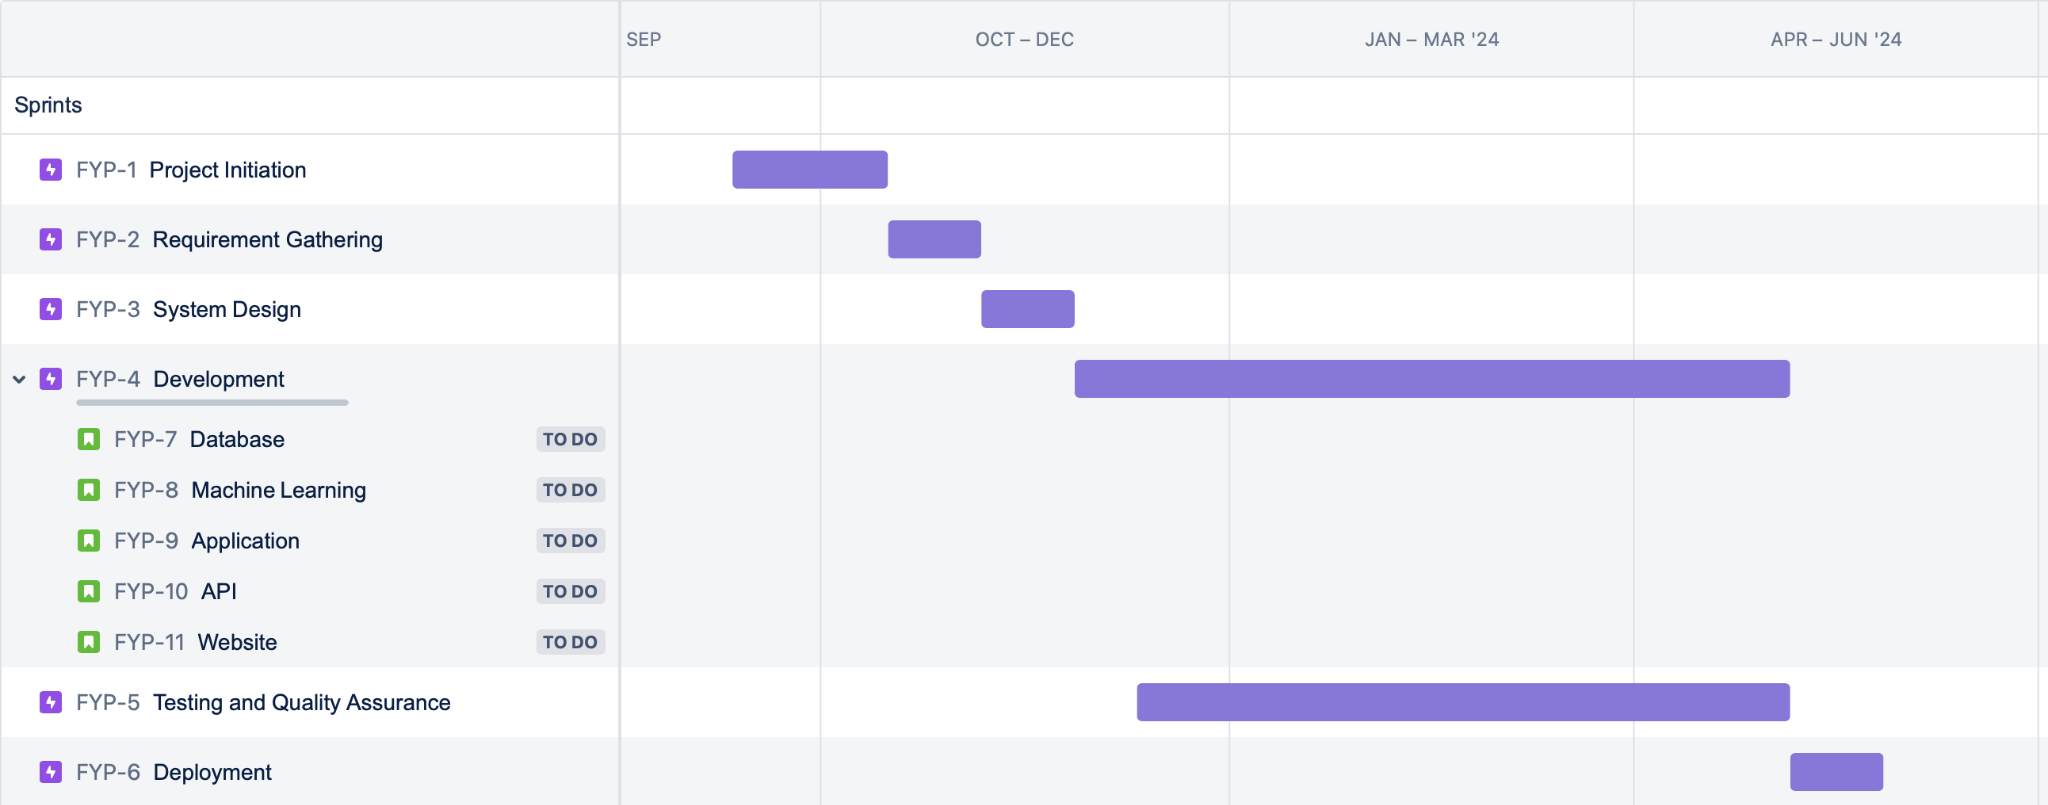 SEP OCT – DEC JAN – MAR '24 APR – JUN '24
Sprints
FYP-1 Project Initiation
FYP-2 Requirement Gathering
FYP-3 System Design
FYP-4 Development
FYP-7 Database TO DO
FYP-8 Machine Learning TO DO
FYP-9 Application TO DO
FYP-10 API TO DO
FYP-11 Website TO DO
FYP-5 Testing and Quality Assurance
FYP-6 Deployment